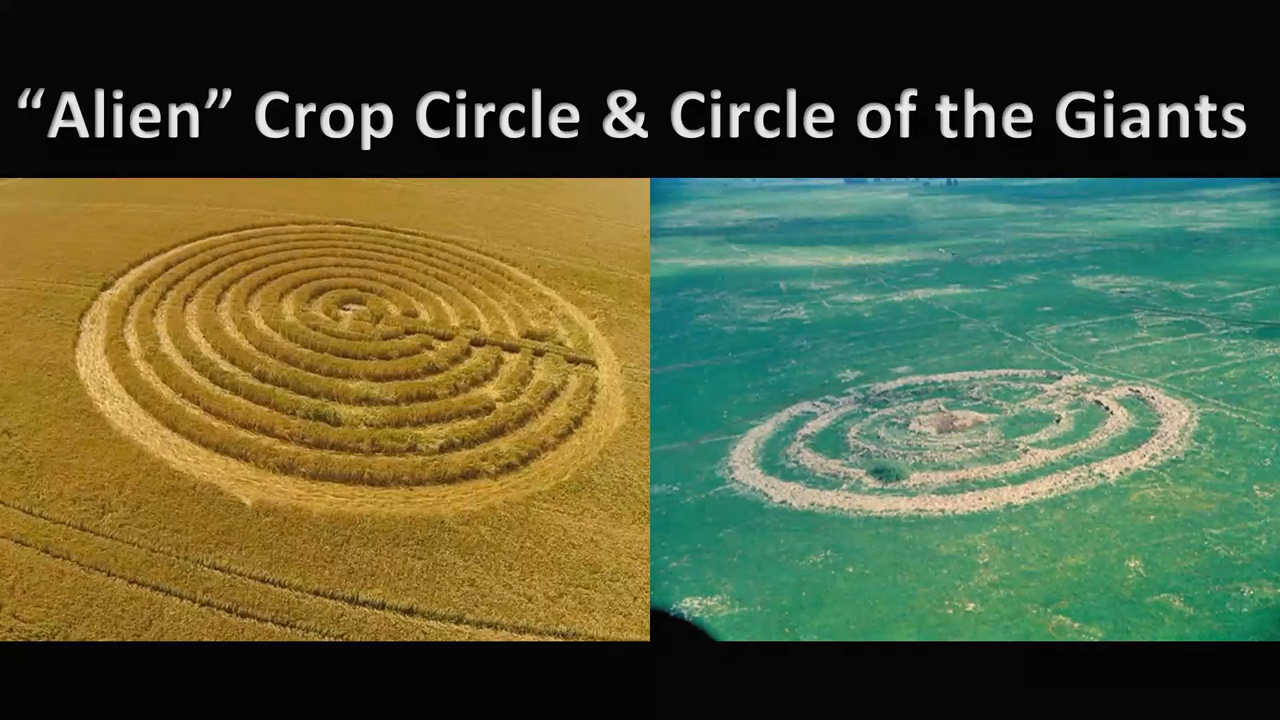 “Alien” Crop Circle & Circle of the Giants